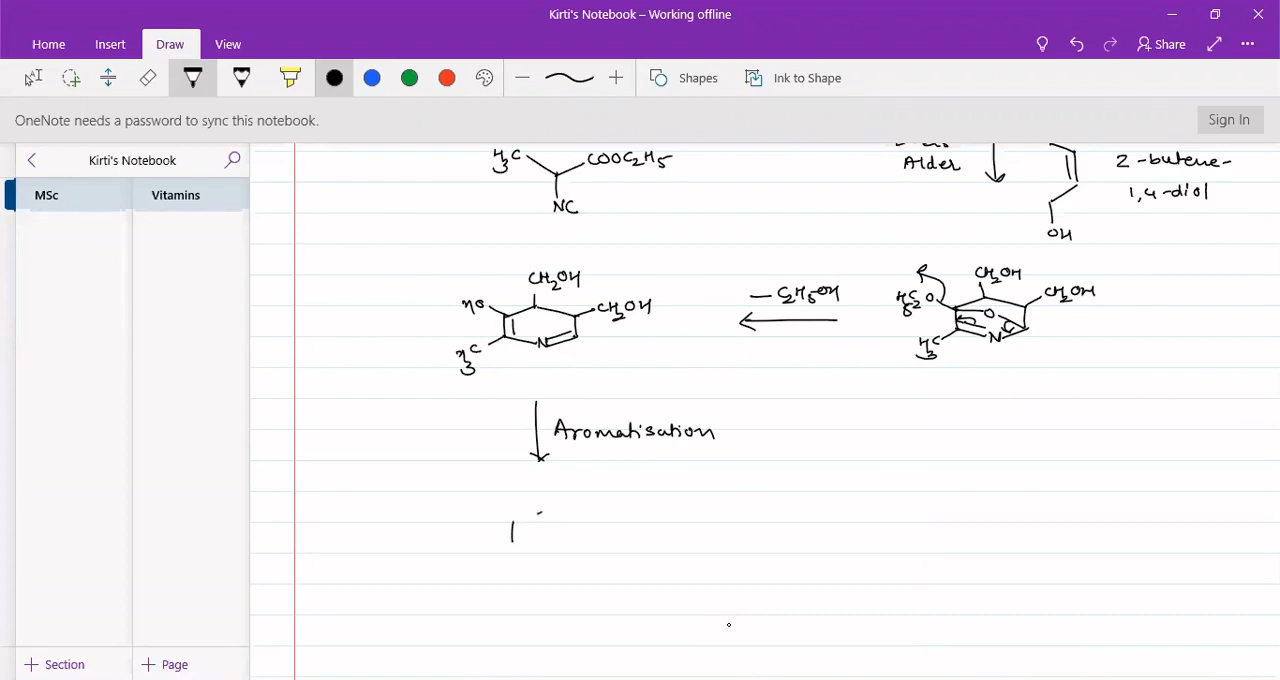 Kirti's Notebook – Working offline
Home Insert Draw View
Share
Shapes
Ink to Shape
OneNote needs a password to sync this notebook.
Sign In
Kirti's Notebook
MSc
Vitamins
H3C
COOC2H5
NC
Alder
2-butene-
1,4-diol
OH
CH2OH
HO
CH2OH
H3C
N
– C2H5OH
CH2OH
H5C2O
CH2OH
O
H3C
N
Aromatisation
Section
Page